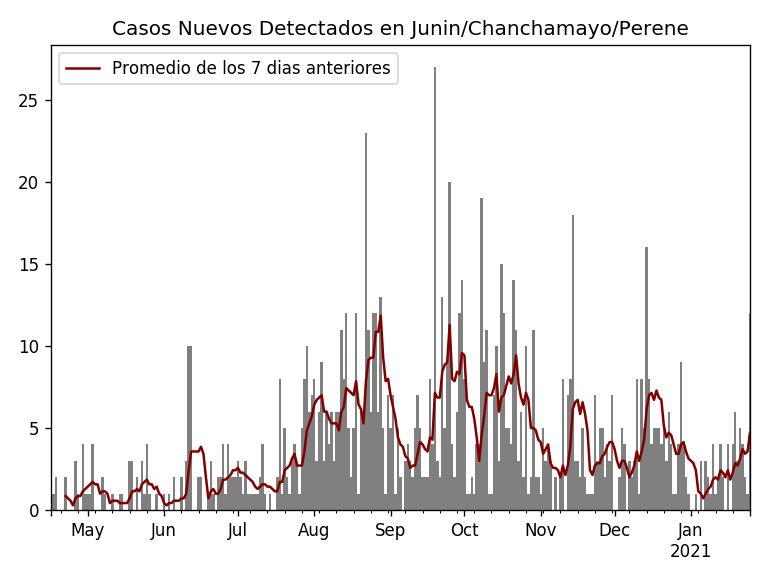 Casos Nuevos Detectados en Junin/Chanchamayo/Perene
Promedio de los 7 dias anteriores
25
20
15
10
5
0
May Jun Jul Aug Sep Oct Nov Dec Jan
2021